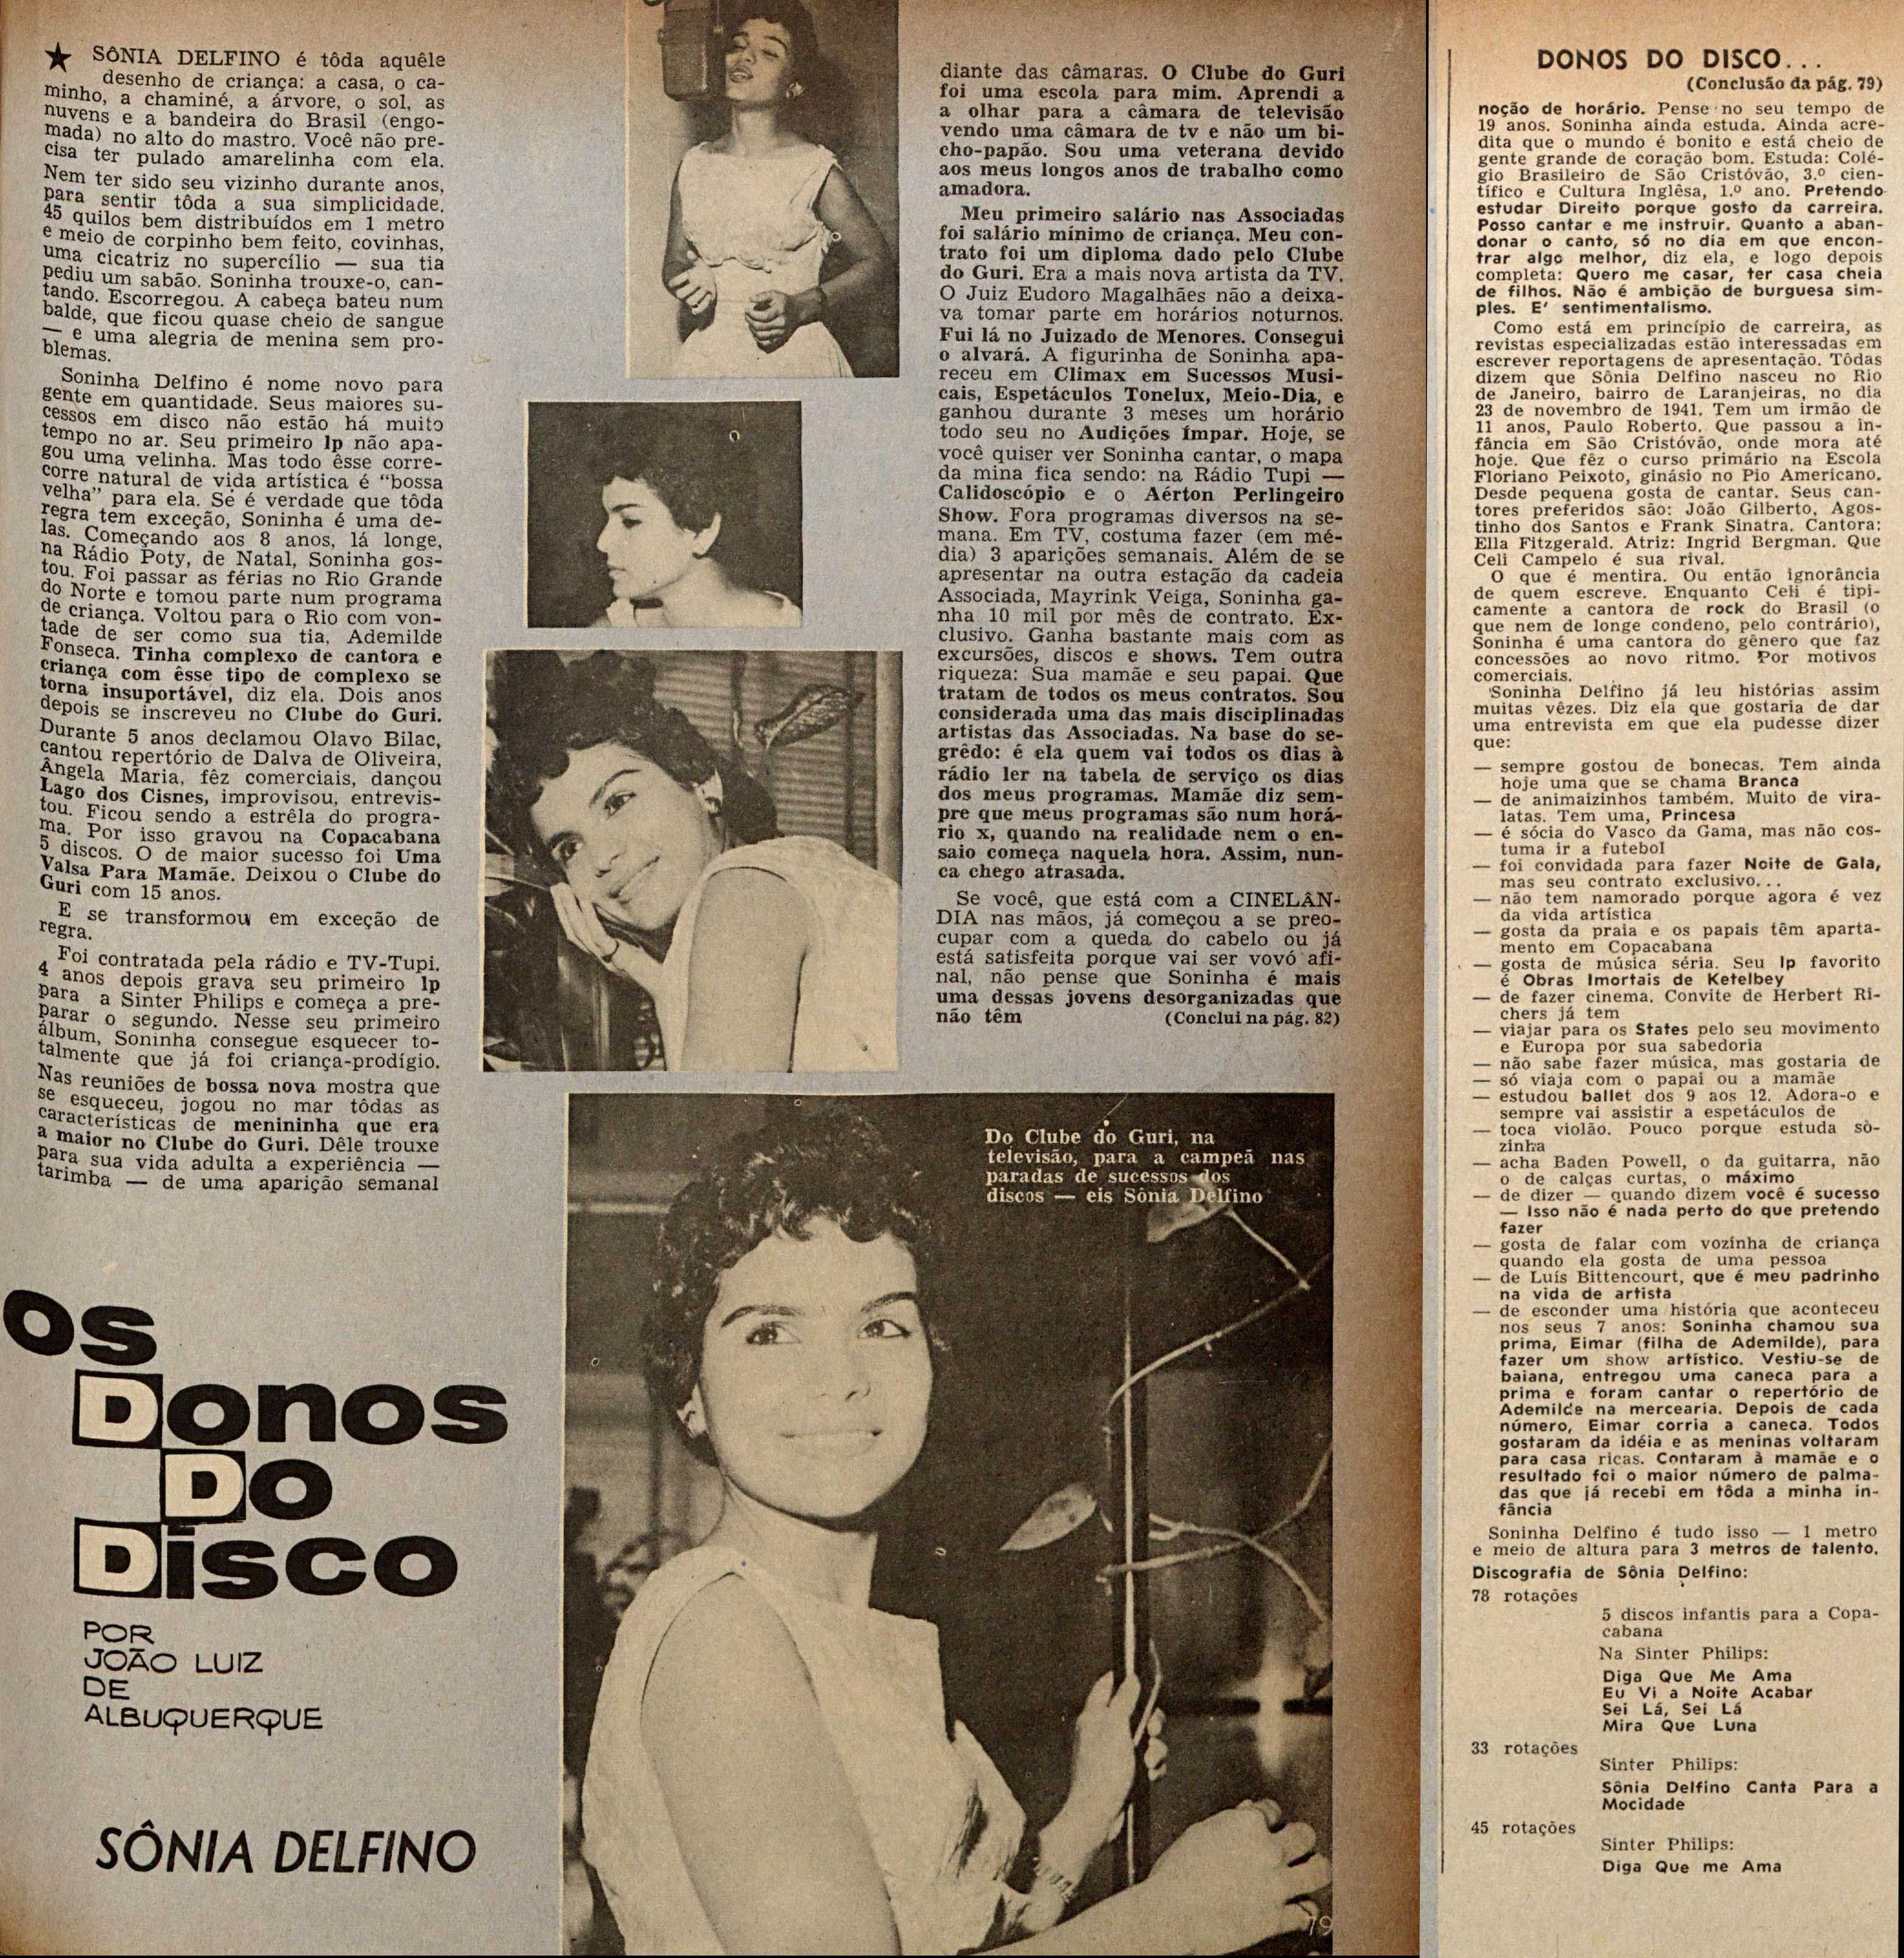 ★ SÔNIA DELFINO é tôda aquêle
desenho de criança: a casa, o ca-
minho, a chaminé, a árvore, o sol, as
nuvens e a bandeira do Brasil (engo-
mada) no alto do mastro. Você não pre-
cisa ter pulado amarelinha com ela.
Nem ter sido seu vizinho durante anos,
para sentir tôda a sua simplicidade.
45 quilos bem distribuídos em 1 metro
e meio de corpinho bem feito, covinhas,
uma cicatriz no supercílio — sua tia
pediu um sabão. Soninha trouxe-o, can-
tando. Escorregou. A cabeça bateu num
balde, que ficou quase cheio de sangue
— e uma alegria de menina sem pro-
blemas.
Soninha Delfino é nome novo para
gente em quantidade. Seus maiores su-
cessos em disco não estão há muito
tempo no ar. Seu primeiro lp não apa-
gou uma velinha. Mas todo êsse corre-
corre natural de vida artística é "bossa
velha" para ela. Se é verdade que tôda
regra tem exceção, Soninha é uma de-
las. Começando aos 8 anos, lá longe,
na Rádio Poty, de Natal, Soninha gos-
tou. Foi passar as férias no Rio Grande
do Norte e tomou parte num programa
de criança. Voltou para o Rio com von-
tade de ser como sua tia, Ademilde
Fonseca. Tinha complexo de cantora e
criança com êsse tipo de complexo se
torna insuportável, diz ela. Dois anos
depois se inscreveu no Clube do Guri.
Durante 5 anos declamou Olavo Bilac,
cantou repertório de Dalva de Oliveira,
Ângela Maria, fêz comerciais, dançou
Lago dos Cisnes, improvisou, entrevis-
tou. Ficou sendo a estrêla do progra-
ma. Por isso gravou na Copacabana
5 discos. O de maior sucesso foi Uma
Valsa Para Mamãe. Deixou o Clube do
Guri com 15 anos.
E se transformou em exceção de
regra.
Foi contratada pela rádio e TV-Tupi.
4 anos depois grava seu primeiro lp
para a Sinter Philips e começa a pre-
parar o segundo. Nesse seu primeiro
álbum, Soninha consegue esquecer to-
talmente que já foi criança-prodígio.
Nas reuniões de bossa nova mostra que
se esqueceu, jogou no mar tôdas as
características de menininha que era
a maior no Clube do Guri. Dêle trouxe
para sua vida adulta a experiência —
tarimba — de uma aparição semanal
diante das câmaras. O Clube do Guri
foi uma escola para mim. Aprendi a
a olhar para a câmara de televisão
vendo uma câmara de tv e não um bi-
cho-papão. Sou uma veterana devido
aos meus longos anos de trabalho como
amadora.
Meu primeiro salário nas Associadas
foi salário mínimo de criança. Meu con-
trato foi um diploma dado pelo Clube
do Guri. Era a mais nova artista da TV.
O Juiz Eudoro Magalhães não a deixa-
va tomar parte em horários noturnos.
Fui lá no Juizado de Menores. Consegui
o alvará. A figurinha de Soninha apa-
receu em Climax em Sucessos Musi-
cais, Espetáculos Tonelux, Meio-Dia, e
ganhou durante 3 meses um horário
todo seu no Audições Ímpar. Hoje, se
você quiser ver Soninha cantar, o mapa
da mina fica sendo: na Rádio Tupi —
Calidoscópio e o Aérton Perlingeiro
Show. Fora programas diversos na se-
mana. Em TV, costuma fazer (em mé-
dia) 3 aparições semanais. Além de se
apresentar na outra estação da cadeia
Associada, Mayrink Veiga, Soninha ga-
nha 10 mil por mês de contrato. Ex-
clusivo. Ganha bastante mais com as
excursões, discos e shows. Tem outra
riqueza: Sua mamãe e seu papai. Que
tratam de todos os meus contratos. Sou
considerada uma das mais disciplinadas
artistas das Associadas. Na base do se-
grêdo: é ela quem vai todos os dias à
rádio ler na tabela de serviço os dias
dos meus programas. Mamãe diz sem-
pre que meus programas são num horá-
rio x, quando na realidade nem o en-
saio começa naquela hora. Assim, nun-
ca chego atrasada.
Se você, que está com a CINELÂN-
DIA nas mãos, já começou a se preo-
cupar com a queda do cabelo ou já
está satisfeita porque vai ser vovó afi-
nal, não pense que Soninha é mais
uma dessas jovens desorganizadas que
não têm (Conclui na pág. 82)
Do Clube do Guri, na
televisão, para a campeã nas
paradas de sucessos dos
discos — eis Sônia Delfino
Os
Donos
Do
Disco
POR
JOÃO LUIZ
DE
ALBUQUERQUE
SÔNIA DELFINO
79
DONOS DO DISCO...
(Conclusão da pág. 79)
noção de horário. Pense no seu tempo de
19 anos. Soninha ainda estuda. Ainda acre-
dita que o mundo é bonito e está cheio de
gente grande de coração bom. Estuda: Colé-
gio Brasileiro de São Cristóvão, 3.º cien-
tífico e Cultura Inglêsa, 1.º ano. Pretendo
estudar Direito porque gosto da carreira.
Posso cantar e me instruir. Quanto a aban-
donar o canto, só no dia em que encon-
trar algo melhor, diz ela, e logo depois
completa: Quero me casar, ter casa cheia
de filhos. Não é ambição de burguesa sim-
ples. E' sentimentalismo.
Como está em princípio de carreira, as
revistas especializadas estão interessadas em
escrever reportagens de apresentação. Tôdas
dizem que Sônia Delfino nasceu no Rio
de Janeiro, bairro de Laranjeiras, no dia
23 de novembro de 1941. Tem um irmão de
11 anos, Paulo Roberto. Que passou a in-
fância em São Cristóvão, onde mora até
hoje. Que fêz o curso primário na Escola
Floriano Peixoto, ginásio no Pio Americano.
Desde pequena gosta de cantar. Seus can-
tores preferidos são: João Gilberto, Agos-
tinho dos Santos e Frank Sinatra. Cantora:
Ella Fitzgerald. Atriz: Ingrid Bergman. Que
Celi Campelo é sua rival.
O que é mentira. Ou então ignorância
de quem escreve. Enquanto Celi é tipi-
camente a cantora de rock do Brasil (o
que nem de longe condeno, pelo contrário),
Soninha é uma cantora do gênero que faz
concessões ao novo ritmo. Por motivos
comerciais.
Soninha Delfino já leu histórias assim
muitas vêzes. Diz ela que gostaria de dar
uma entrevista em que ela pudesse dizer
que:
— sempre gostou de bonecas. Tem ainda
hoje uma que se chama Branca
— de animaizinhos também. Muito de vira-
latas. Tem uma, Princesa
— é sócia do Vasco da Gama, mas não cos-
tuma ir a futebol
— foi convidada para fazer Noite de Gala,
mas seu contrato exclusivo...
— não tem namorado porque agora é vez
da vida artística
— gosta da praia e os papais têm aparta-
mento em Copacabana
— gosta de música séria. Seu lp favorito
é Obras Imortais de Ketelbey
— de fazer cinema. Convite de Herbert Ri-
chers já tem
— viajar para os States pelo seu movimento
e Europa por sua sabedoria
— não sabe fazer música, mas gostaria de
— só viaja com o papai ou a mamãe
— estudou ballet dos 9 aos 12. Adora-o e
sempre vai assistir a espetáculos de
— toca violão. Pouco porque estuda sò-
zinha
— acha Baden Powell, o da guitarra, não
o de calças curtas, o máximo
— de dizer — quando dizem você é sucesso
— Isso não é nada perto do que pretendo
fazer
— gosta de falar com vozinha de criança
quando ela gosta de uma pessoa
— de Luís Bittencourt, que é meu padrinho
na vida de artista
— de esconder uma história que aconteceu
nos seus 7 anos: Soninha chamou sua
prima, Eimar (filha de Ademilde), para
fazer um show artístico. Vestiu-se de
baiana, entregou uma caneca para a
prima e foram cantar o repertório de
Ademilde na mercearia. Depois de cada
número, Eimar corria a caneca. Todos
gostaram da idéia e as meninas voltaram
para casa ricas. Contaram à mamãe e o
resultado foi o maior número de palma-
das que já recebi em tôda a minha in-
fância
Soninha Delfino é tudo isso — 1 metro
e meio de altura para 3 metros de talento.
Discografia de Sônia Delfino:
78 rotações
5 discos infantis para a Copa-
cabana
Na Sinter Philips:
Diga Que Me Ama
Eu Vi a Noite Acabar
Sei Lá, Sei Lá
Mira Que Luna
33 rotações
Sinter Philips:
Sônia Delfino Canta Para a
Mocidade
45 rotações
Sinter Philips:
Diga Que me Ama